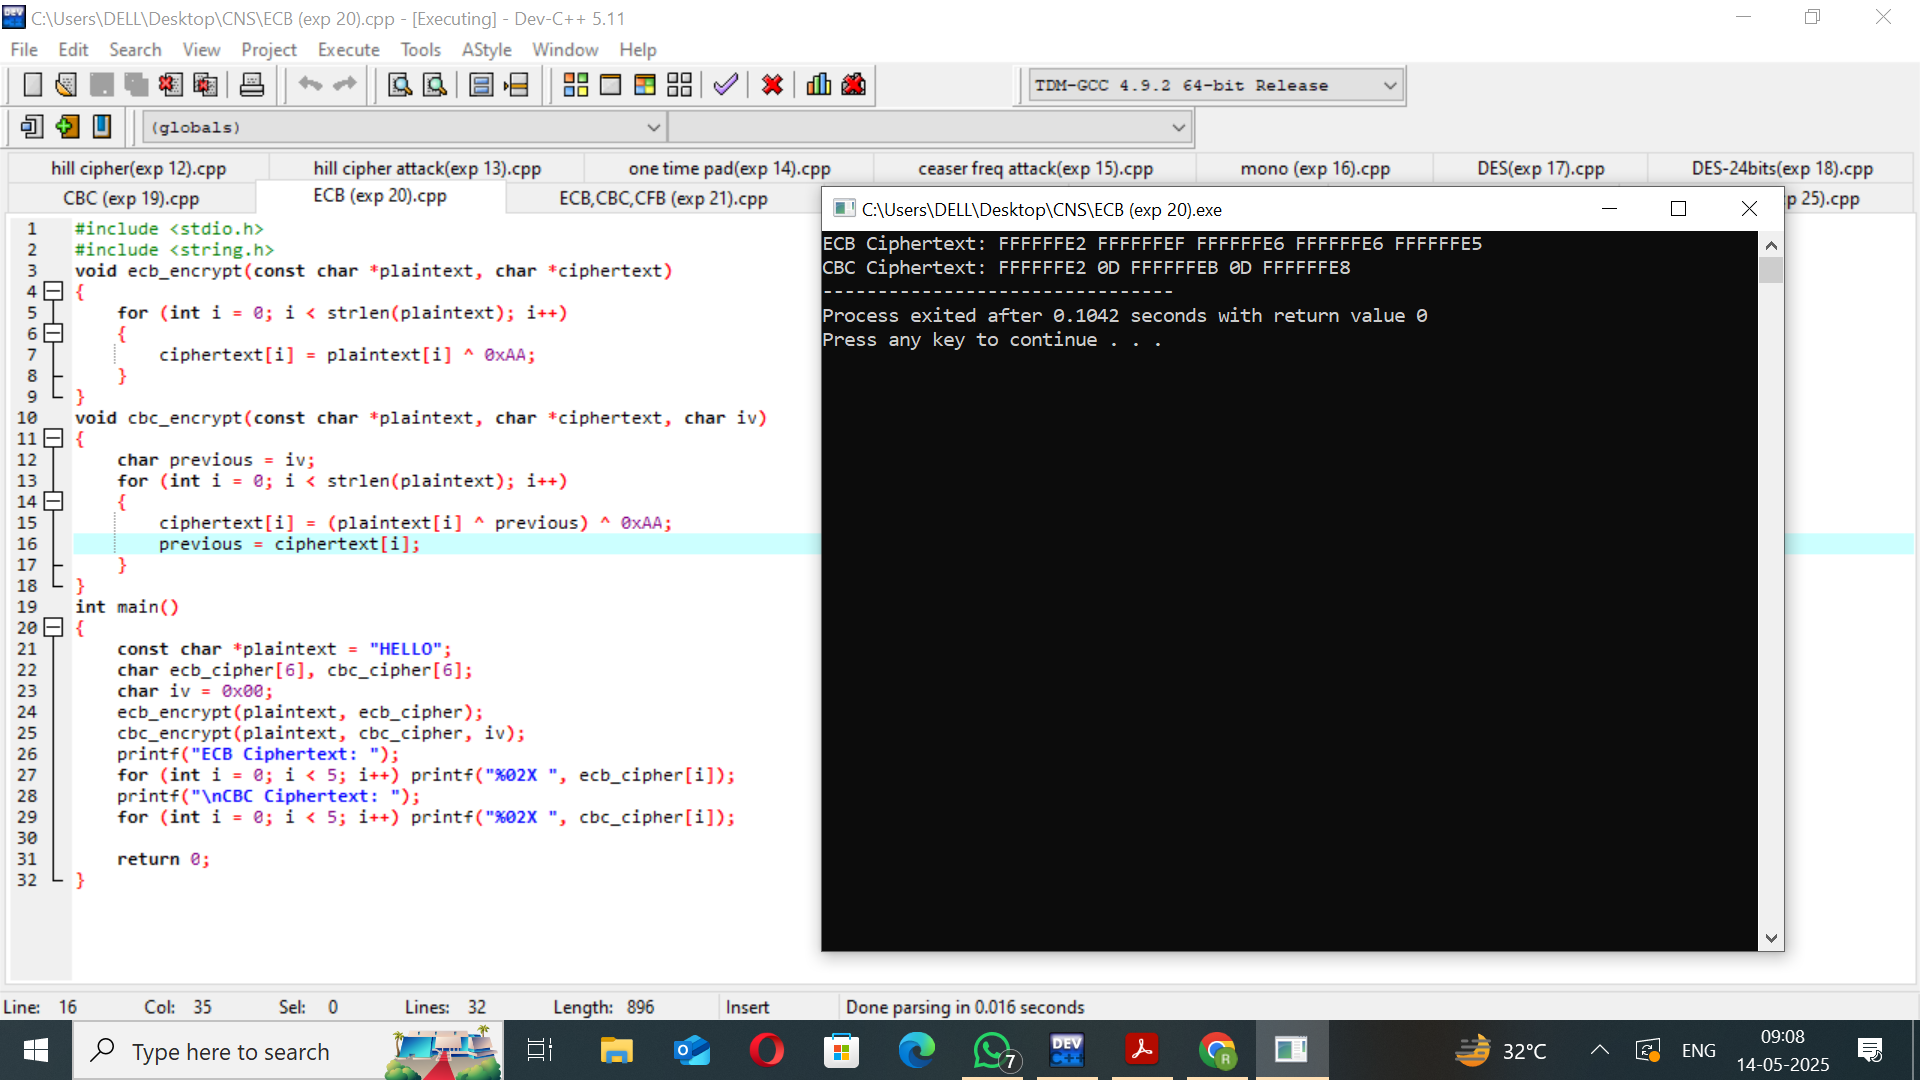 C:\Users\DELL\Desktop\CNS\ECB (exp 20).cpp - [Executing] - Dev-C++ 5.11
File Edit Search View Project Execute Tools AStyle Window Help
TDM-GCC 4.9.2 64-bit Release
(globals)
hill cipher(exp 12).cpp hill cipher attack(exp 13).cpp one time pad(exp 14).cpp ceaser freq attack(exp 15).cpp mono (exp 16).cpp DES(exp 17).cpp DES-24bits(exp 18).cpp
CBC (exp 19).cpp ECB (exp 20).cpp ECB,CBC,CFB (exp 21).cpp p 25).cpp
1 #include <stdio.h>
2 #include <string.h>
3 void ecb_encrypt(const char *plaintext, char *ciphertext)
4 {
5 for (int i = 0; i < strlen(plaintext); i++)
6 {
7 ciphertext[i] = plaintext[i] ^ 0xAA;
8 }
9 }
10 void cbc_encrypt(const char *plaintext, char *ciphertext, char iv)
11 {
12 char previous = iv;
13 for (int i = 0; i < strlen(plaintext); i++)
14 {
15 ciphertext[i] = (plaintext[i] ^ previous) ^ 0xAA;
16 previous = ciphertext[i];
17 }
18 }
19 int main()
20 {
21 const char *plaintext = "HELLO";
22 char ecb_cipher[6], cbc_cipher[6];
23 char iv = 0x00;
24 ecb_encrypt(plaintext, ecb_cipher);
25 cbc_encrypt(plaintext, cbc_cipher, iv);
26 printf("ECB Ciphertext: ");
27 for (int i = 0; i < 5; i++) printf("%02X ", ecb_cipher[i]);
28 printf("\nCBC Ciphertext: ");
29 for (int i = 0; i < 5; i++) printf("%02X ", cbc_cipher[i]);
30
31 return 0;
32 }
C:\Users\DELL\Desktop\CNS\ECB (exp 20).exe
ECB Ciphertext: FFFFFFE2 FFFFFFEF FFFFFFE6 FFFFFFE6 FFFFFFE5
CBC Ciphertext: FFFFFFE2 0D FFFFFFEB 0D FFFFFFE8
--------------------------------
Process exited after 0.1042 seconds with return value 0
Press any key to continue . . .
Line: 16 Col: 35 Sel: 0 Lines: 32 Length: 896 Insert Done parsing in 0.016 seconds
Type here to search
7
DEV
C++
R
32°C
ENG
09:08
14-05-2025